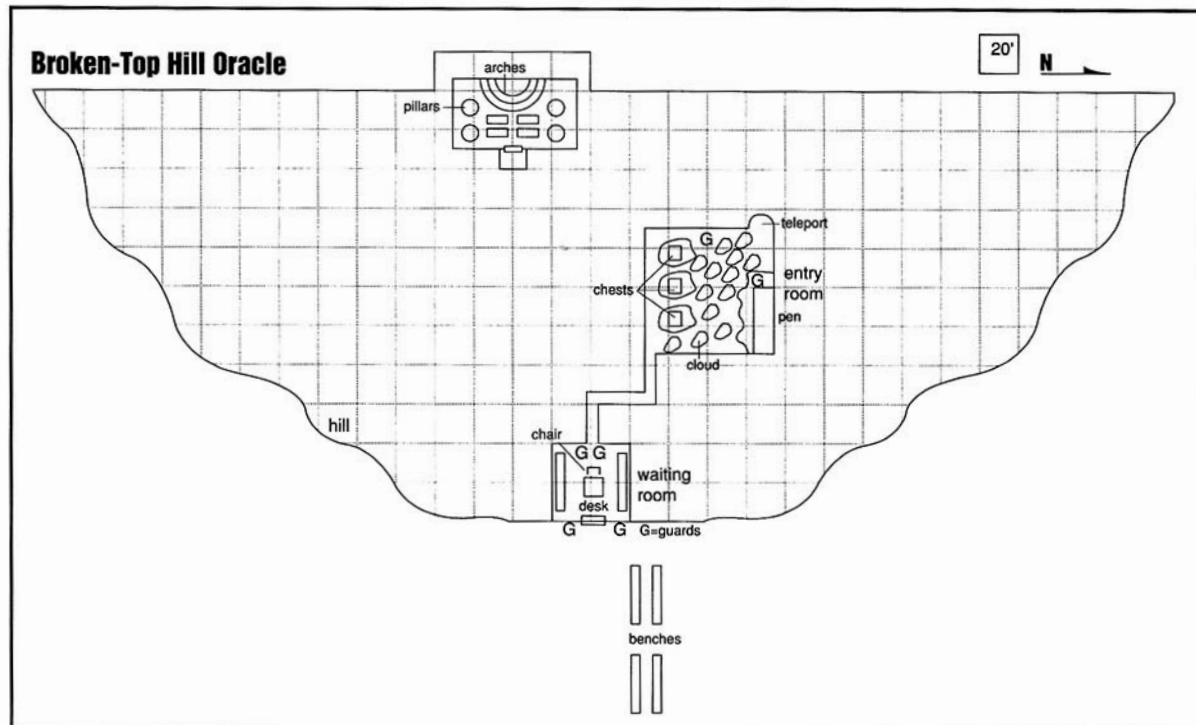 Broken-Top Hill Oracle
20'
N
arches
pillars
teleport
G
entry
room
G
chests
pen
cloud
hill
chair
G G
waiting
room
desk
G
G
G=guards
benches